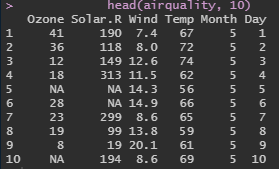 > head(airquality, 10)
Ozone Solar.R Wind Temp Month Day
1 41 190 7.4 67 5 1
2 36 118 8.0 72 5 2
3 12 149 12.6 74 5 3
4 18 313 11.5 62 5 4
5 NA NA 14.3 56 5 5
6 28 NA 14.9 66 5 6
7 23 299 8.6 65 5 7
8 19 99 13.8 59 5 8
9 8 19 20.1 61 5 9
10 NA 194 8.6 69 5 10